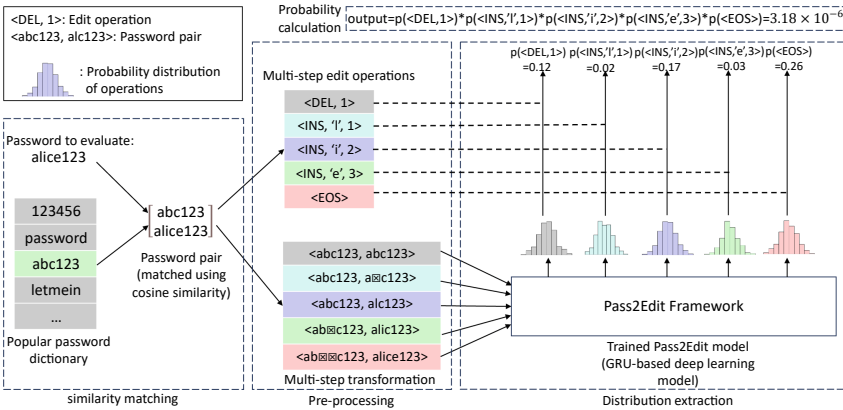 Probability
calculation
output=p(<DEL,1>)*p(<INS,'l',1>)*p(<INS,'i',2>)*p(<INS,'e',3>)*p(<EOS>)=3.18 × 10⁻⁶
<DEL, 1>: Edit operation
<abc123, alc123>: Password pair
: Probability distribution
of operations
Password to evaluate:
alice123
123456
password
abc123
letmein
...
Popular password
dictionary
abc123
alice123
Password pair
(matched using
cosine similarity)
similarity matching
Multi-step edit operations
<DEL, 1>
<INS, 'l', 1>
<INS, 'i', 2>
<INS, 'e', 3>
<EOS>
<abc123, abc123>
<abc123, a☒c123>
<abc123, alc123>
<ab☒c123, alic123>
<ab☒☒c123, alice123>
Multi-step transformation
Pre-processing
p(<DEL,1>) p(<INS,'l',1>) p(<INS,'i',2>) p(<INS,'e',3>) p(<EOS>)
=0.12 =0.02 =0.17 =0.03 =0.26
Pass2Edit Framework
Trained Pass2Edit model
(GRU-based deep learning
model)
Distribution extraction